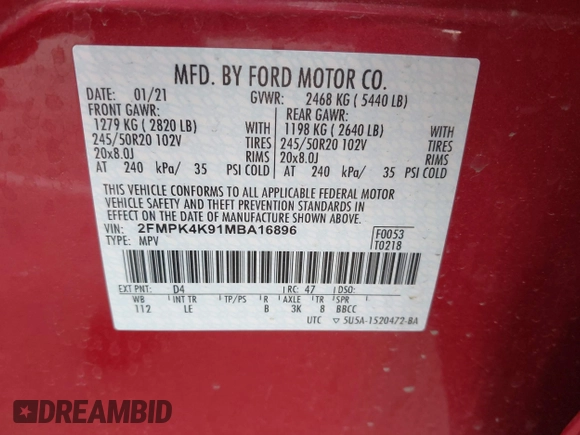 MFD. BY FORD MOTOR CO.
DATE: 01/21 GVWR: 2468 KG ( 5440 LB)
FRONT GAWR: REAR GAWR:
1279 KG ( 2820 LB) WITH 1198 KG ( 2640 LB) WITH
245/50R20 102V TIRES 245/50R20 102V TIRES
20x8.0J RIMS 20x8.0J RIMS
AT 240 kPa/ 35 PSI COLD AT 240 kPa/ 35 PSI COLD
THIS VEHICLE CONFORMS TO ALL APPLICABLE FEDERAL MOTOR
VEHICLE SAFETY AND THEFT PREVENTION STANDARDS IN
EFFECT ON THE DATE OF MANUFACTURE SHOWN ABOVE.
VIN: 2FMPK4K91MBA16896 F0053
TYPE: MPV T0218
EXT PNT: D4 RC: 47 DSO:
WB INT TR TP/PS R AXLE TR SPR
112 LE B 3K 8 BBCC
UTC ▽ 5U5A-1520472-BA
DREAMBID